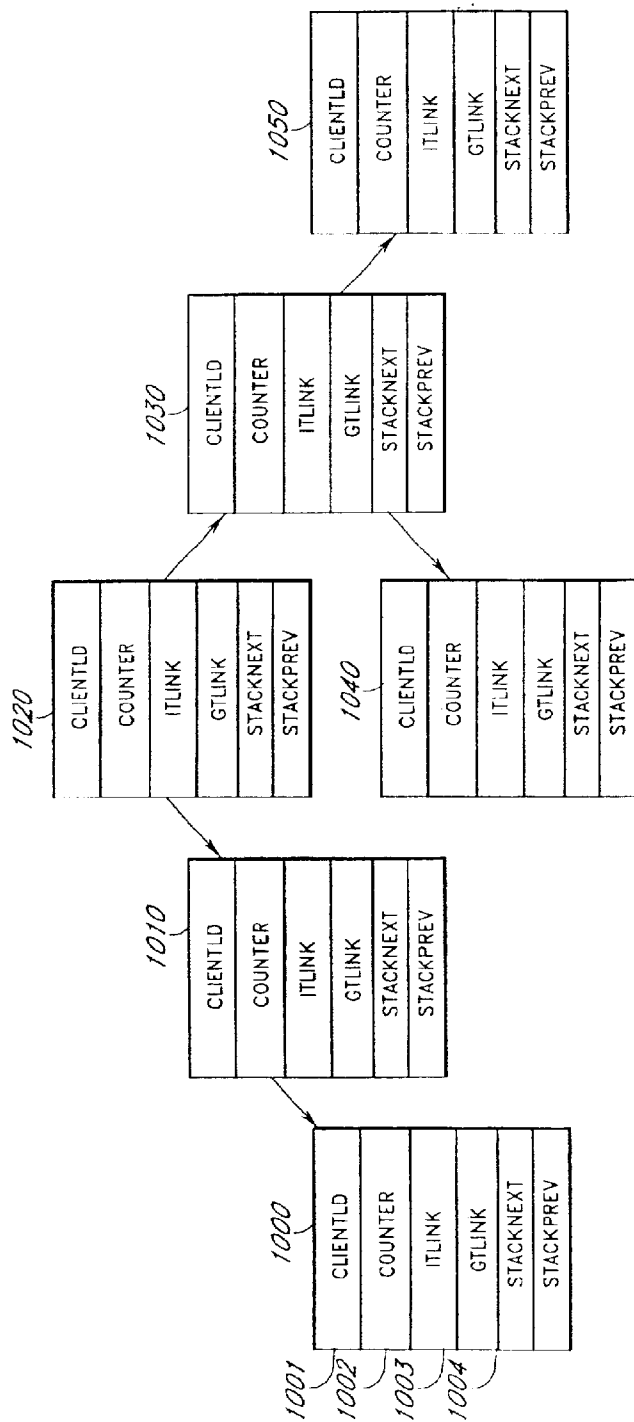 1020
CLIENTLD
COUNTER
ITLINK
GTLINK
STACKNEXT
STACKPREV
1010
CLIENTLD
COUNTER
ITLINK
GTLINK
STACKNEXT
STACKPREV
1030
CLIENTLD
COUNTER
ITLINK
GTLINK
STACKNEXT
STACKPREV
1000
1001
1002
1003
1004
CLIENTLD
COUNTER
ITLINK
GTLINK
STACKNEXT
STACKPREV
1040
CLIENTLD
COUNTER
ITLINK
GTLINK
STACKNEXT
STACKPREV
1050
CLIENTLD
COUNTER
ITLINK
GTLINK
STACKNEXT
STACKPREV